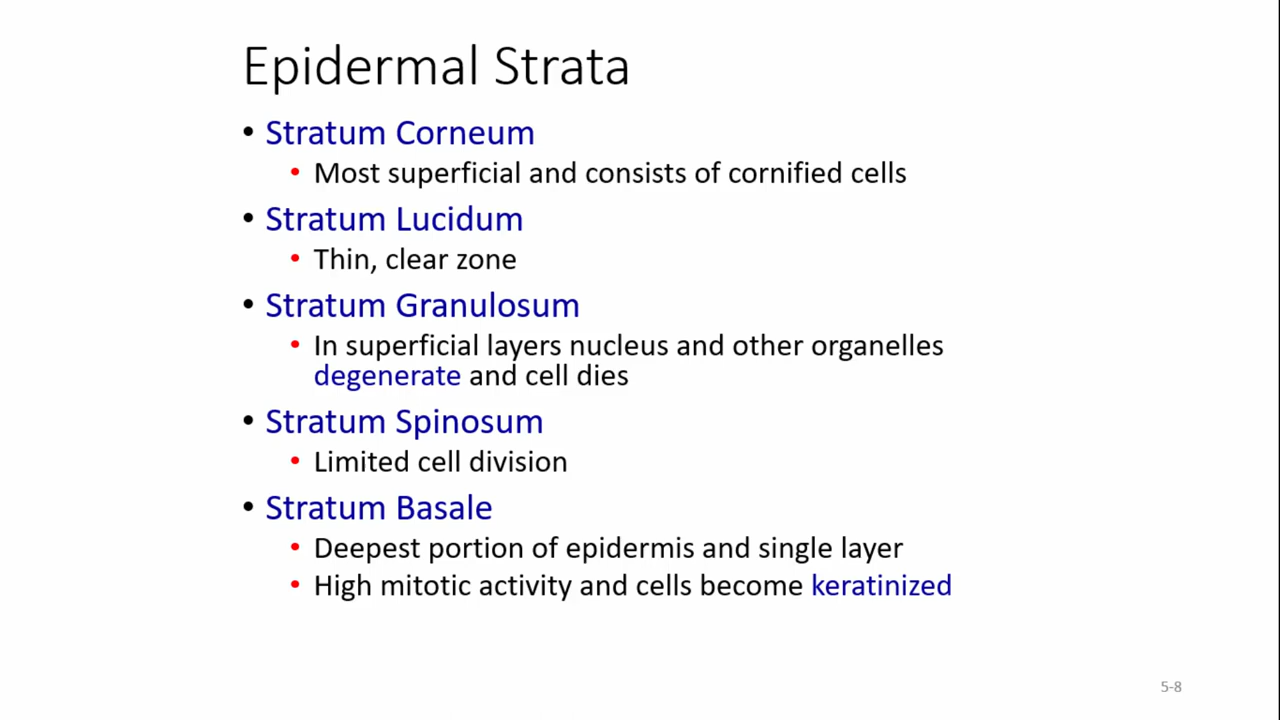 Epidermal Strata
• Stratum Corneum
• Most superficial and consists of cornified cells
• Stratum Lucidum
• Thin, clear zone
• Stratum Granulosum
• In superficial layers nucleus and other organelles
degenerate and cell dies
• Stratum Spinosum
• Limited cell division
• Stratum Basale
• Deepest portion of epidermis and single layer
• High mitotic activity and cells become keratinized
5-8